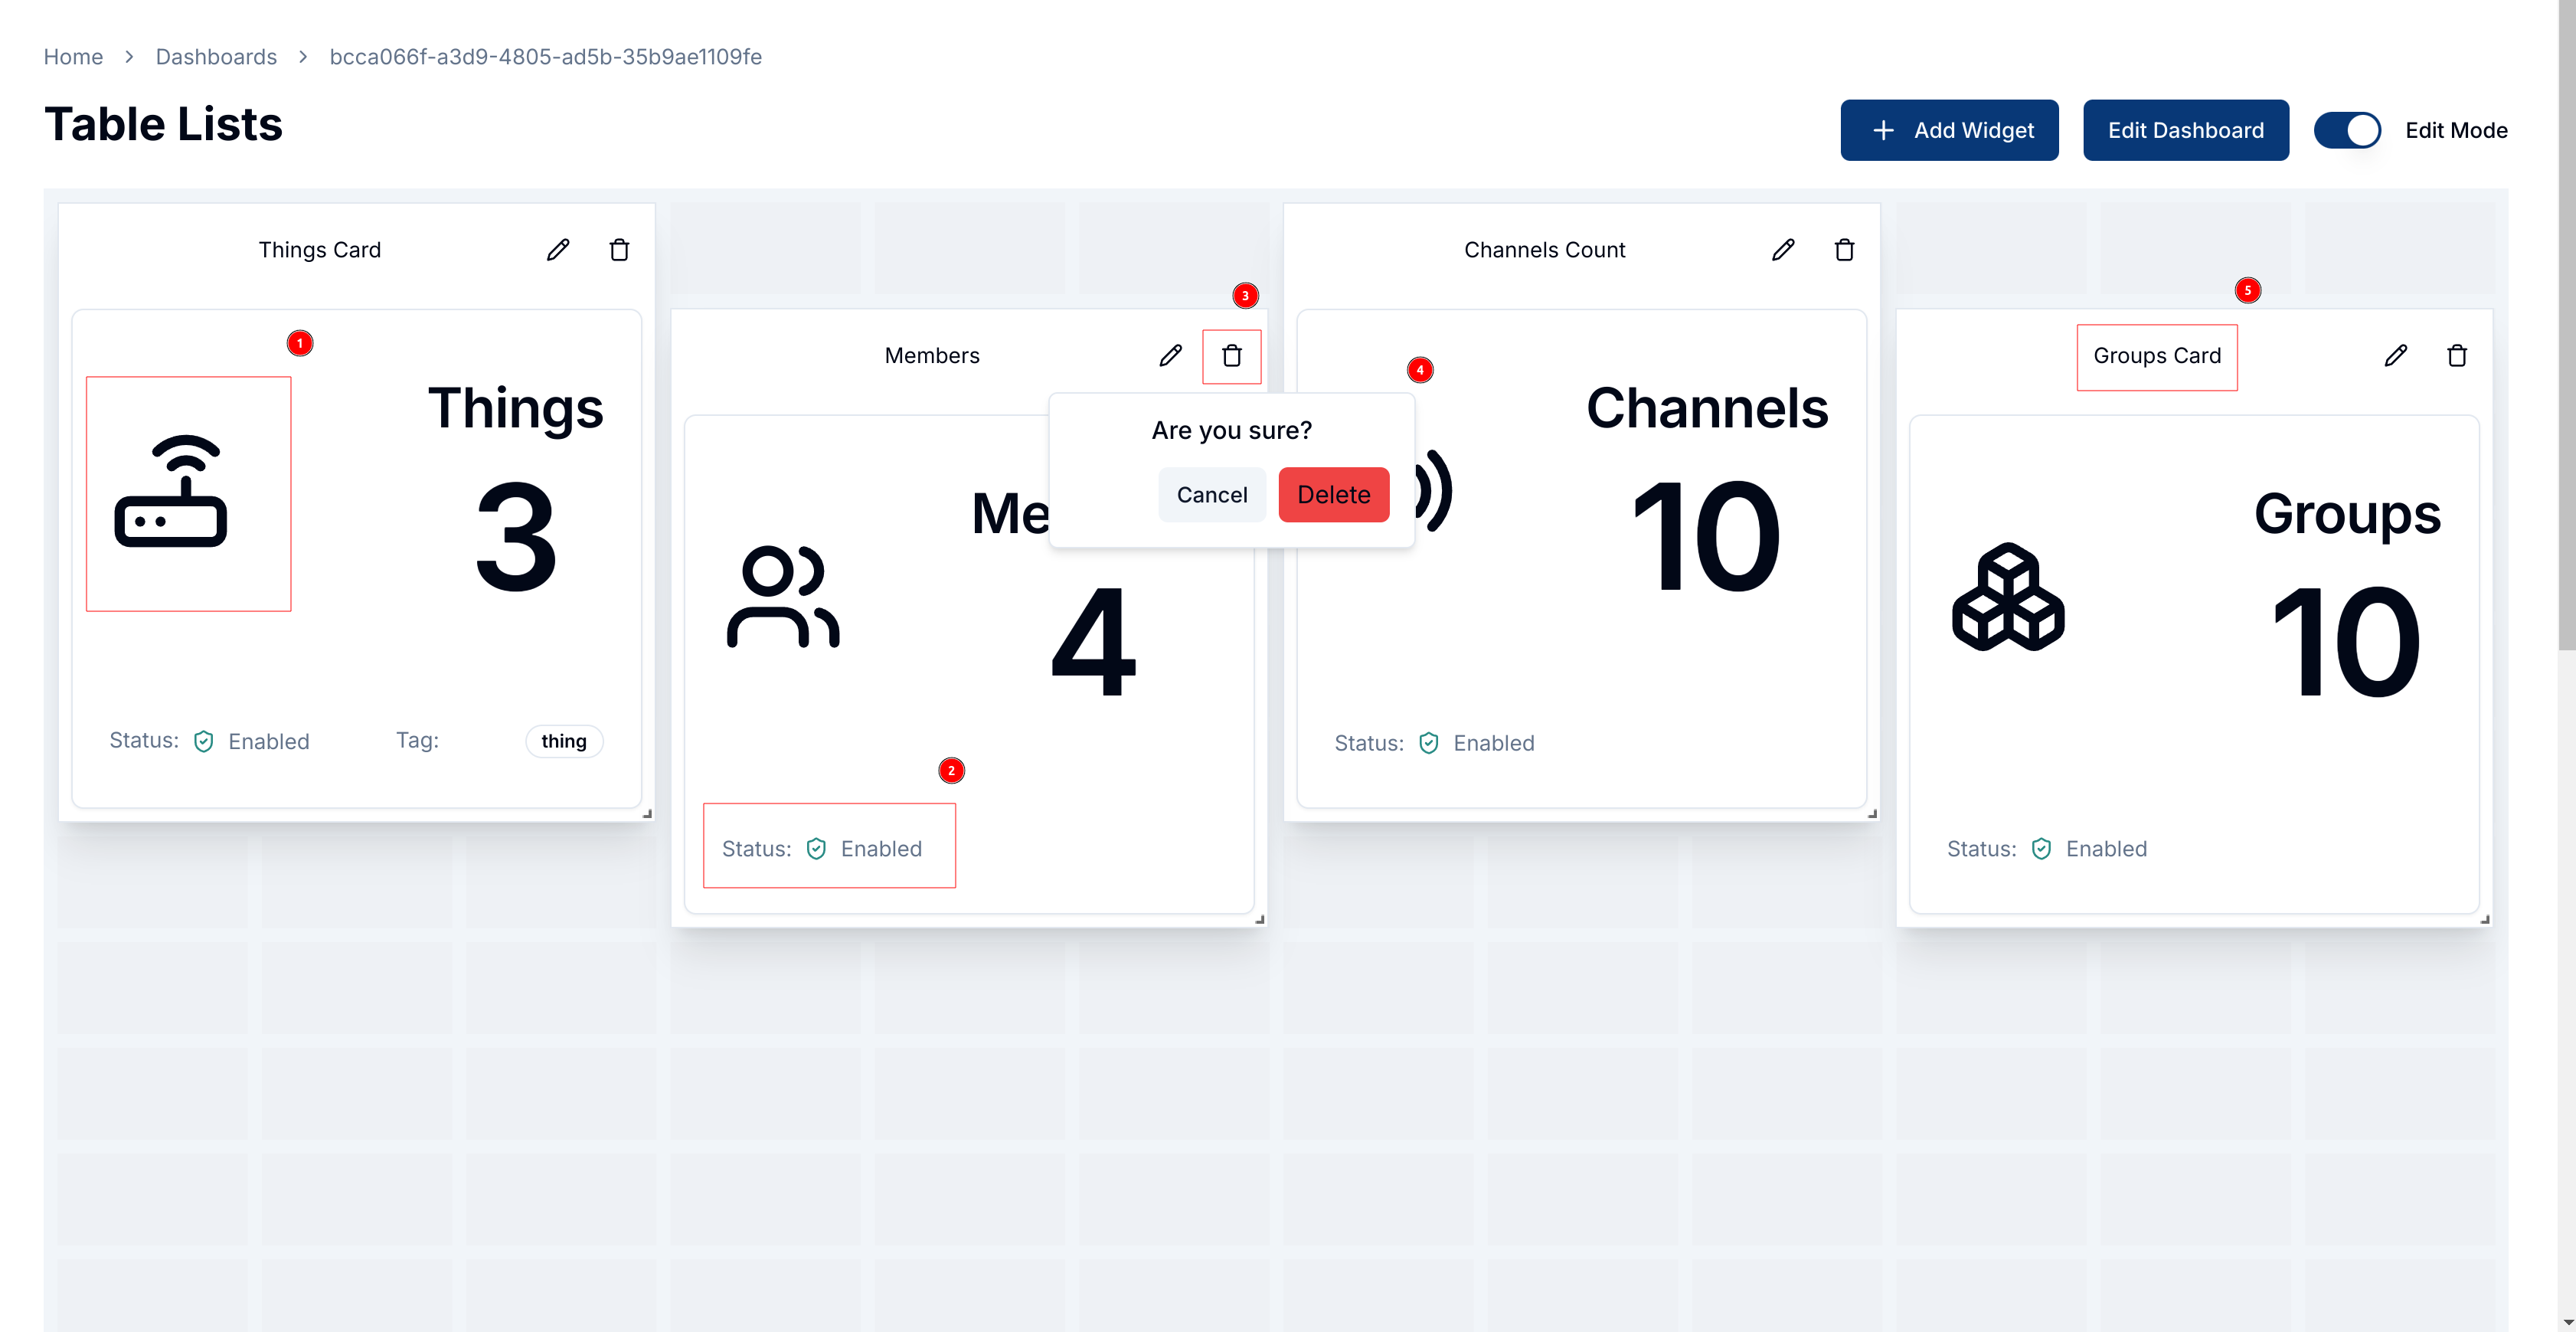 Home > Dashboards > bcca066f-a3d9-4805-ad5b-35b9ae1109fe
Table Lists
+ Add Widget
Edit Dashboard
Edit Mode
Things Card
1
Things
3
Status: Enabled
Tag: thing
3
Members
Me
4
2
Status: Enabled
Are you sure?
Cancel
Delete
Channels Count
4
Channels
10
Status: Enabled
5
Groups Card
Groups
10
Status: Enabled